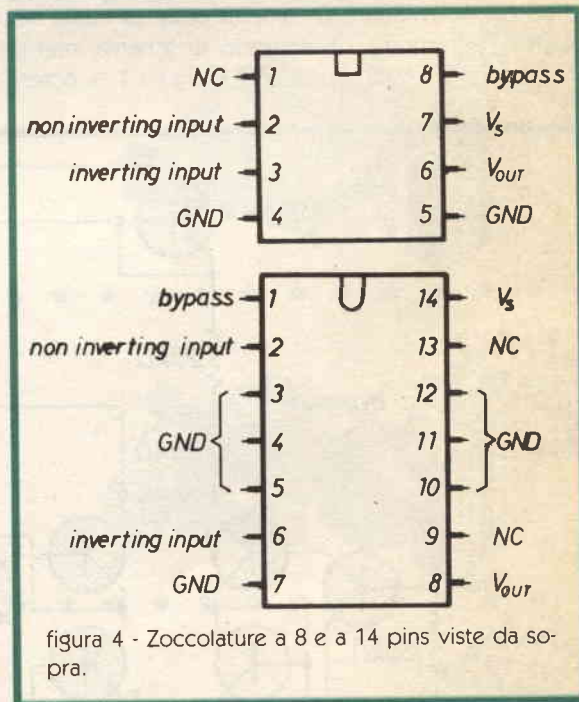 NC 1 8 bypass
non inverting input 2 7 Vs
inverting input 3 6 VOUT
GND 4 5 GND
bypass 1 14 Vs
non inverting input 2 13 NC
3 12
GND 4 11 GND
5 10
inverting input 6 9 NC
GND 7 8 VOUT
figura 4 - Zoccolature a 8 e a 14 pins viste da so-
pra.